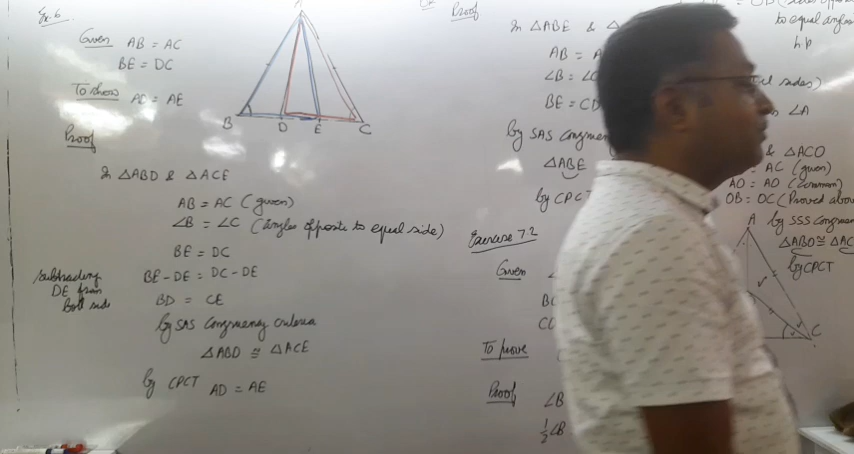 Ex.6
Given AB = AC
BE = DC
To show AD = AE
Proof
B D E C
In △ABD & △ACE
AB = AC (given)
∠B = ∠C (angles opposite to equal side)
BE = DC
Subtracting DE from Both side
BE - DE = DC - DE
BD = CE
by SAS congruency criteria
△ABD ≅ △ACE
by CPCT AD = AE
Proof
In △ABE & △
AB = A
∠B = ∠C
BE = CD
by SAS
△ABE
by CPCT
to equal angles
hp
sides)
∠A
& △ACO
= AC (given)
AO = AO (common)
OB = OC (Proved above
by SSS
△ABO ≅ △AC
by CPCT
A
C
Exercise 7.2
Given
To prove
Proof ∠B
½∠B